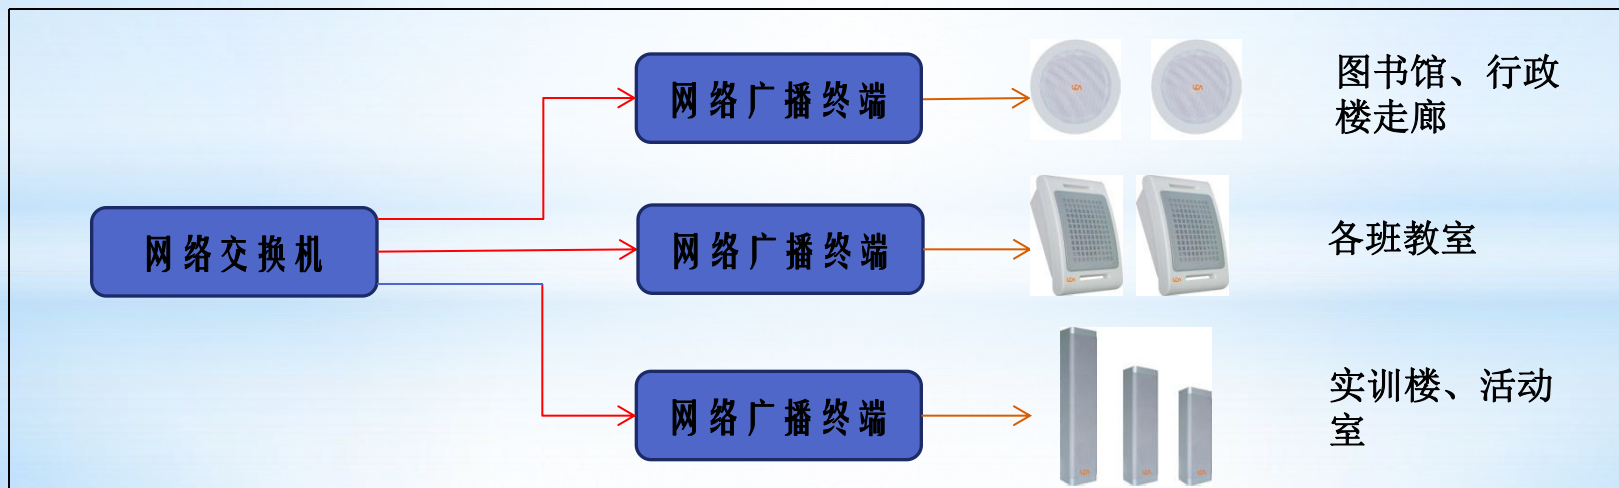 网络广播终端
图书馆、行政
楼走廊
网络交换机
网络广播终端
各班教室
网络广播终端
实训楼、活动
室